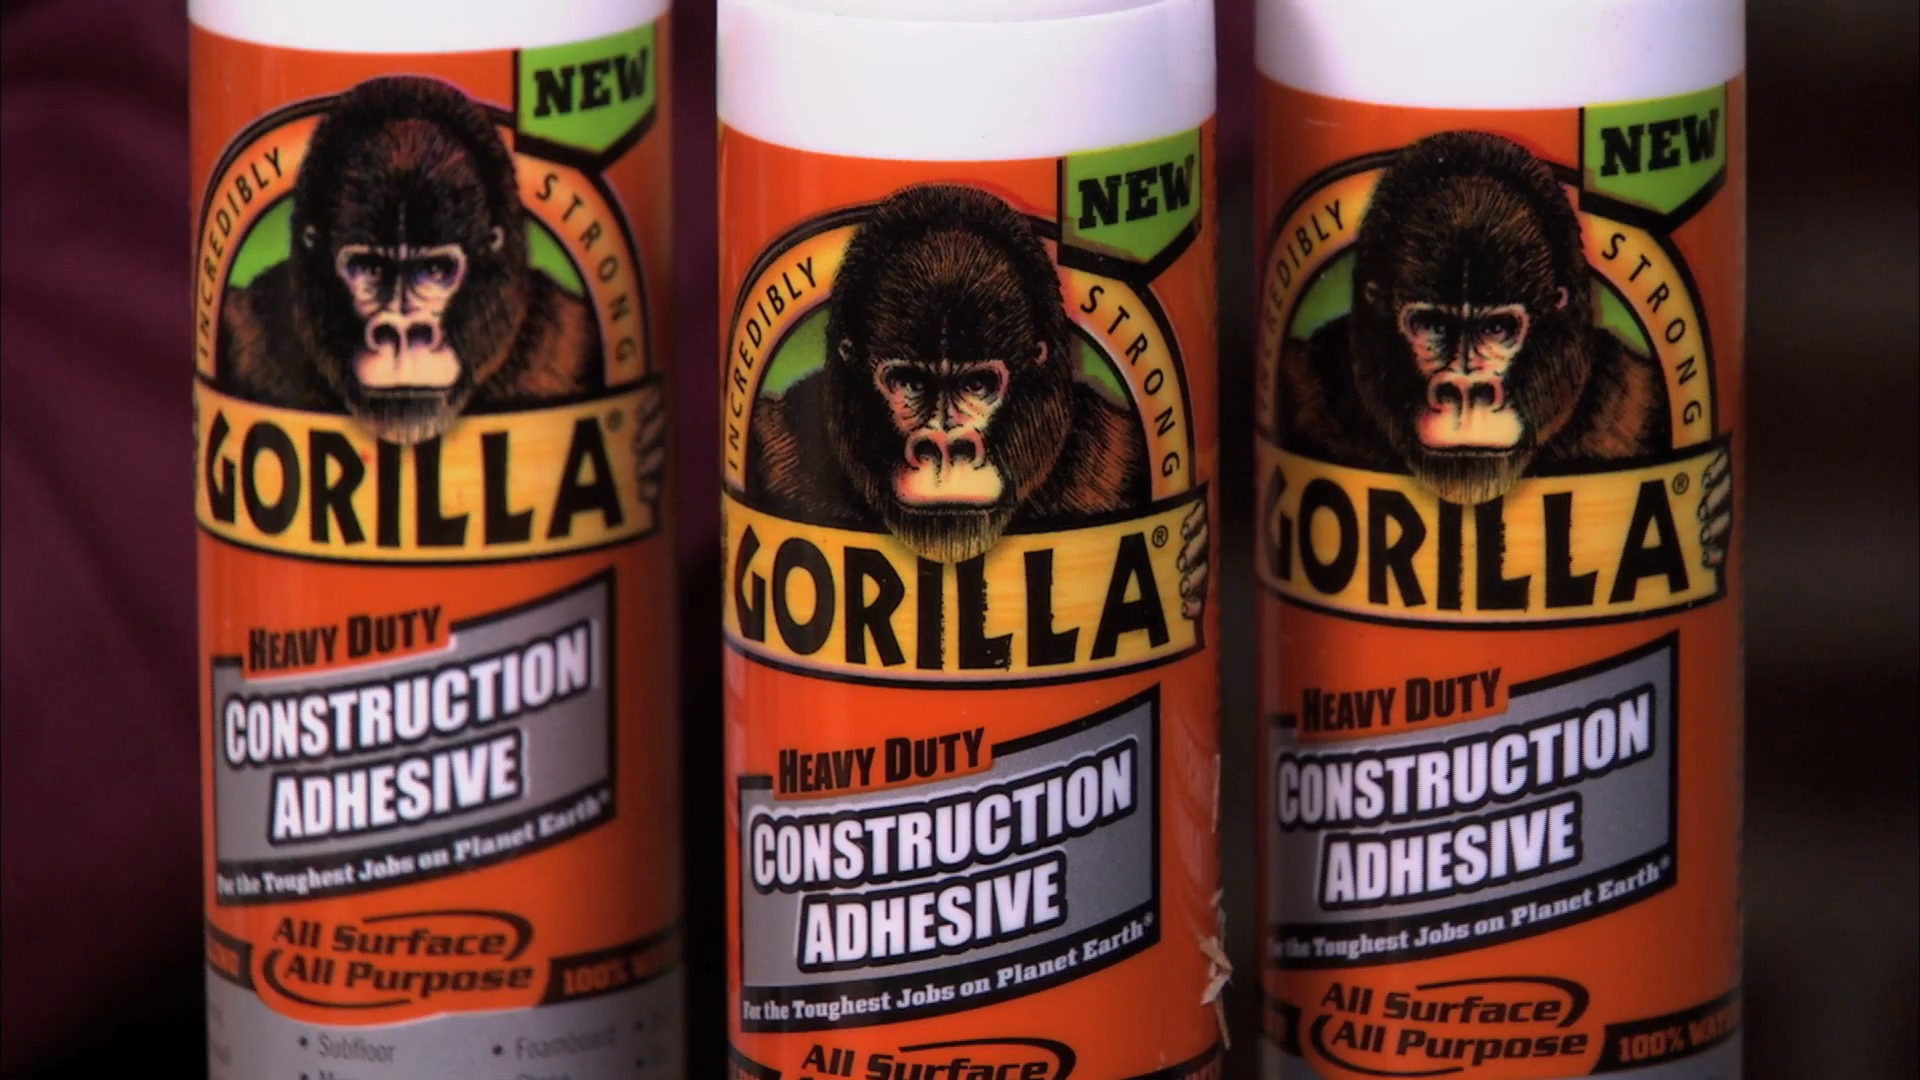 NEW
INCREDIBLY STRONG
GORILLA®
HEAVY DUTY
CONSTRUCTION
ADHESIVE
For the Toughest Jobs on Planet Earth®
All Surface
All Purpose
100%
• Subfloor
• Foamboard
NEW
INCREDIBLY STRONG
GORILLA®
HEAVY DUTY
CONSTRUCTION
ADHESIVE
For the Toughest Jobs on Planet Earth®
All Surface
NEW
INCREDIBLY STRONG
GORILLA®
HEAVY DUTY
CONSTRUCTION
ADHESIVE
For the Toughest Jobs on Planet Earth®
All Surface
All Purpose
100% WAT